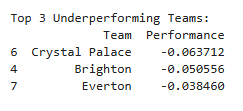 Top 3 Underperforming Teams:
Team Performance
6 Crystal Palace -0.063712
4 Brighton -0.050556
7 Everton -0.038460